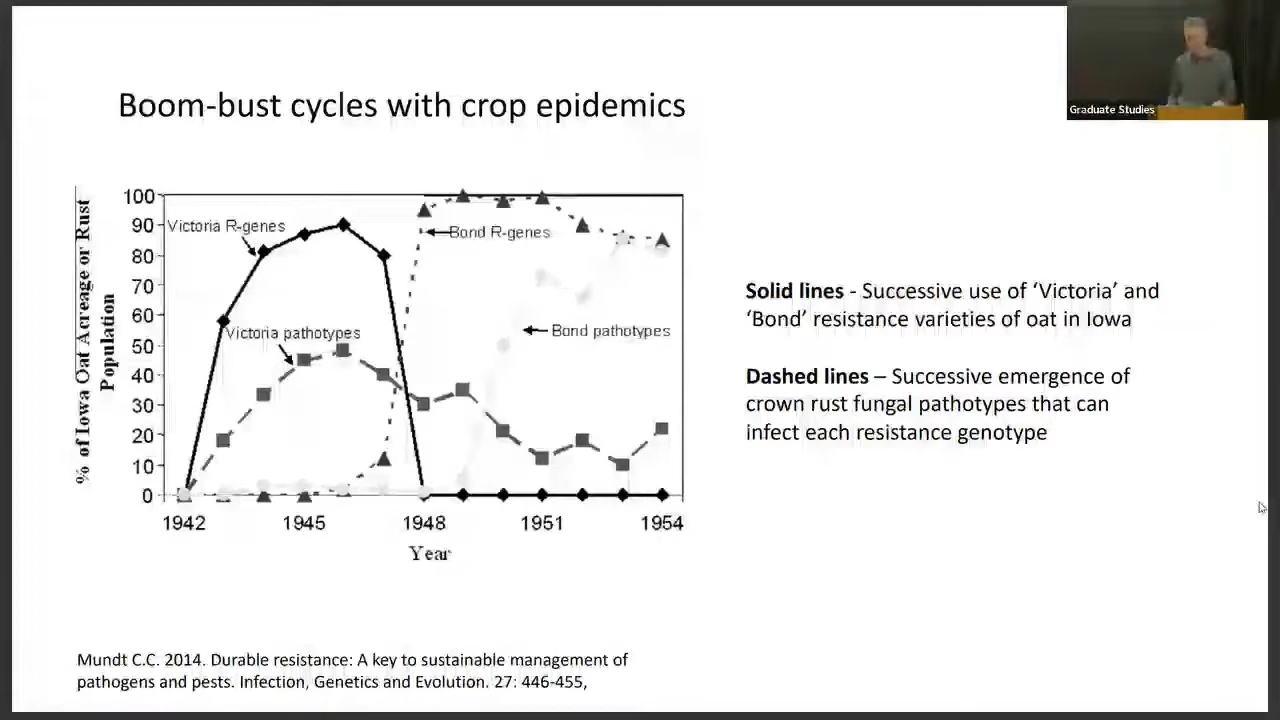 Graduate Studies
Boom-bust cycles with crop epidemics
% of Iowa Oat Acreage or Rust
Population
100
90
80
70
60
50
40
30
20
10
0
Victoria R-genes
Bond R-genes
Victoria pathotypes
Bond pathotypes
1942
1945
1948
1951
1954
Year
Solid lines - Successive use of ‘Victoria’ and
‘Bond’ resistance varieties of oat in Iowa
Dashed lines – Successive emergence of
crown rust fungal pathotypes that can
infect each resistance genotype
Mundt C.C. 2014. Durable resistance: A key to sustainable management of
pathogens and pests. Infection, Genetics and Evolution. 27: 446-455,